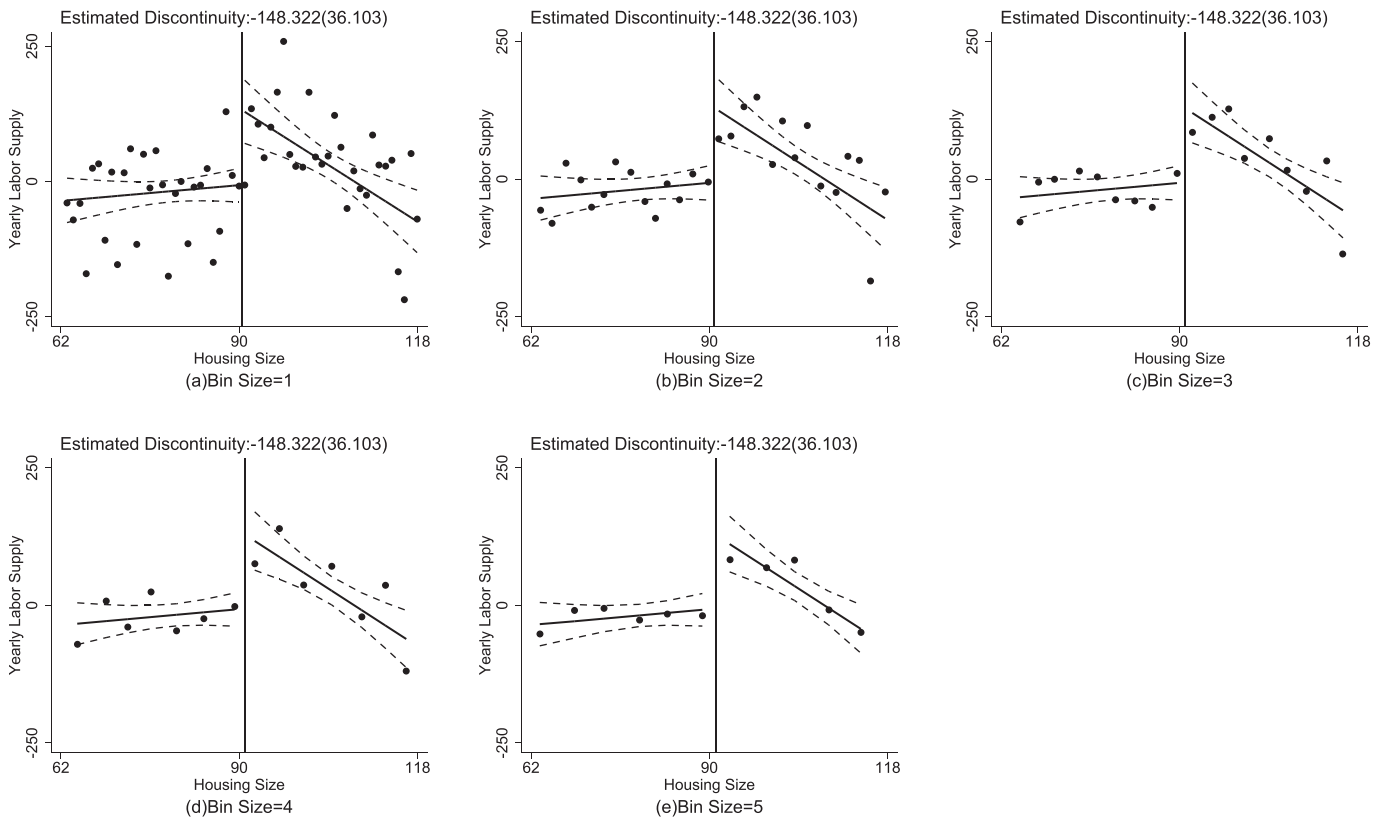 Estimated Discontinuity:-148.322(36.103)
Yearly Labor Supply
250
0
-250
62
90
118
Housing Size
(a)Bin Size=1
Estimated Discontinuity:-148.322(36.103)
Yearly Labor Supply
250
0
-250
62
90
118
Housing Size
(b)Bin Size=2
Estimated Discontinuity:-148.322(36.103)
Yearly Labor Supply
250
0
-250
62
90
118
Housing Size
(c)Bin Size=3
Estimated Discontinuity:-148.322(36.103)
Yearly Labor Supply
250
0
-250
62
90
118
Housing Size
(d)Bin Size=4
Estimated Discontinuity:-148.322(36.103)
Yearly Labor Supply
250
0
-250
62
90
118
Housing Size
(e)Bin Size=5